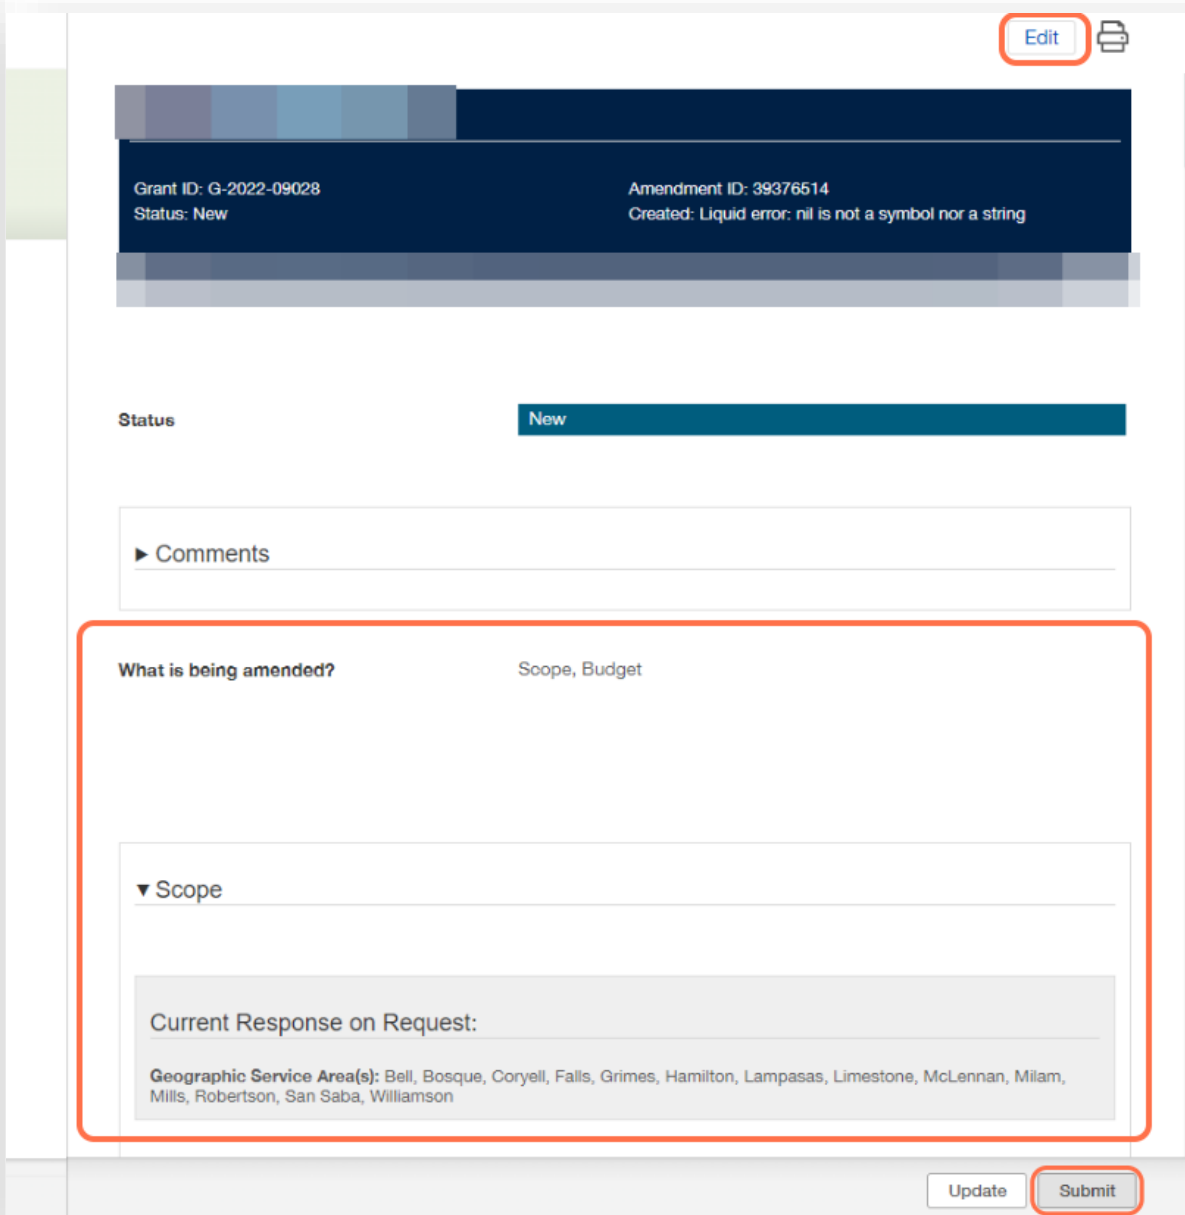 Edit
Grant ID: G-2022-09028
Amendment ID: 39376514
Status: New
Created: Liquid error: nil is not a symbol nor a string
Status
New
Comments
What is being amended?
Scope, Budget
Scope
Current Response on Request:
Geographic Service Area(s): Bell, Bosque, Coryell, Falls, Grimes, Hamilton, Lampasas, Limestone, McLennan, Milam,
Mills, Robertson, San Saba, Williamson
Update
Submit